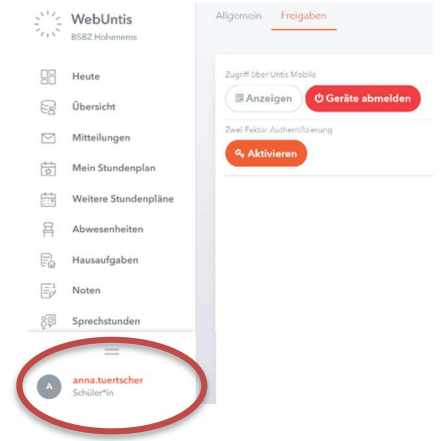 WebUntis
BSBZ Hohenems
Heute
Übersicht
Mitteilungen
Mein Stundenplan
Weitere Stundenpläne
Abwesenheiten
Hausaufgaben
Noten
Sprechstunden
A
anna.tuertscher
Schüler*in
Allgemein Freigaben
Zugriff über Untis Mobile
Anzeigen Geräte abmelden
Zwei Faktor Authentifizierung
Aktivieren